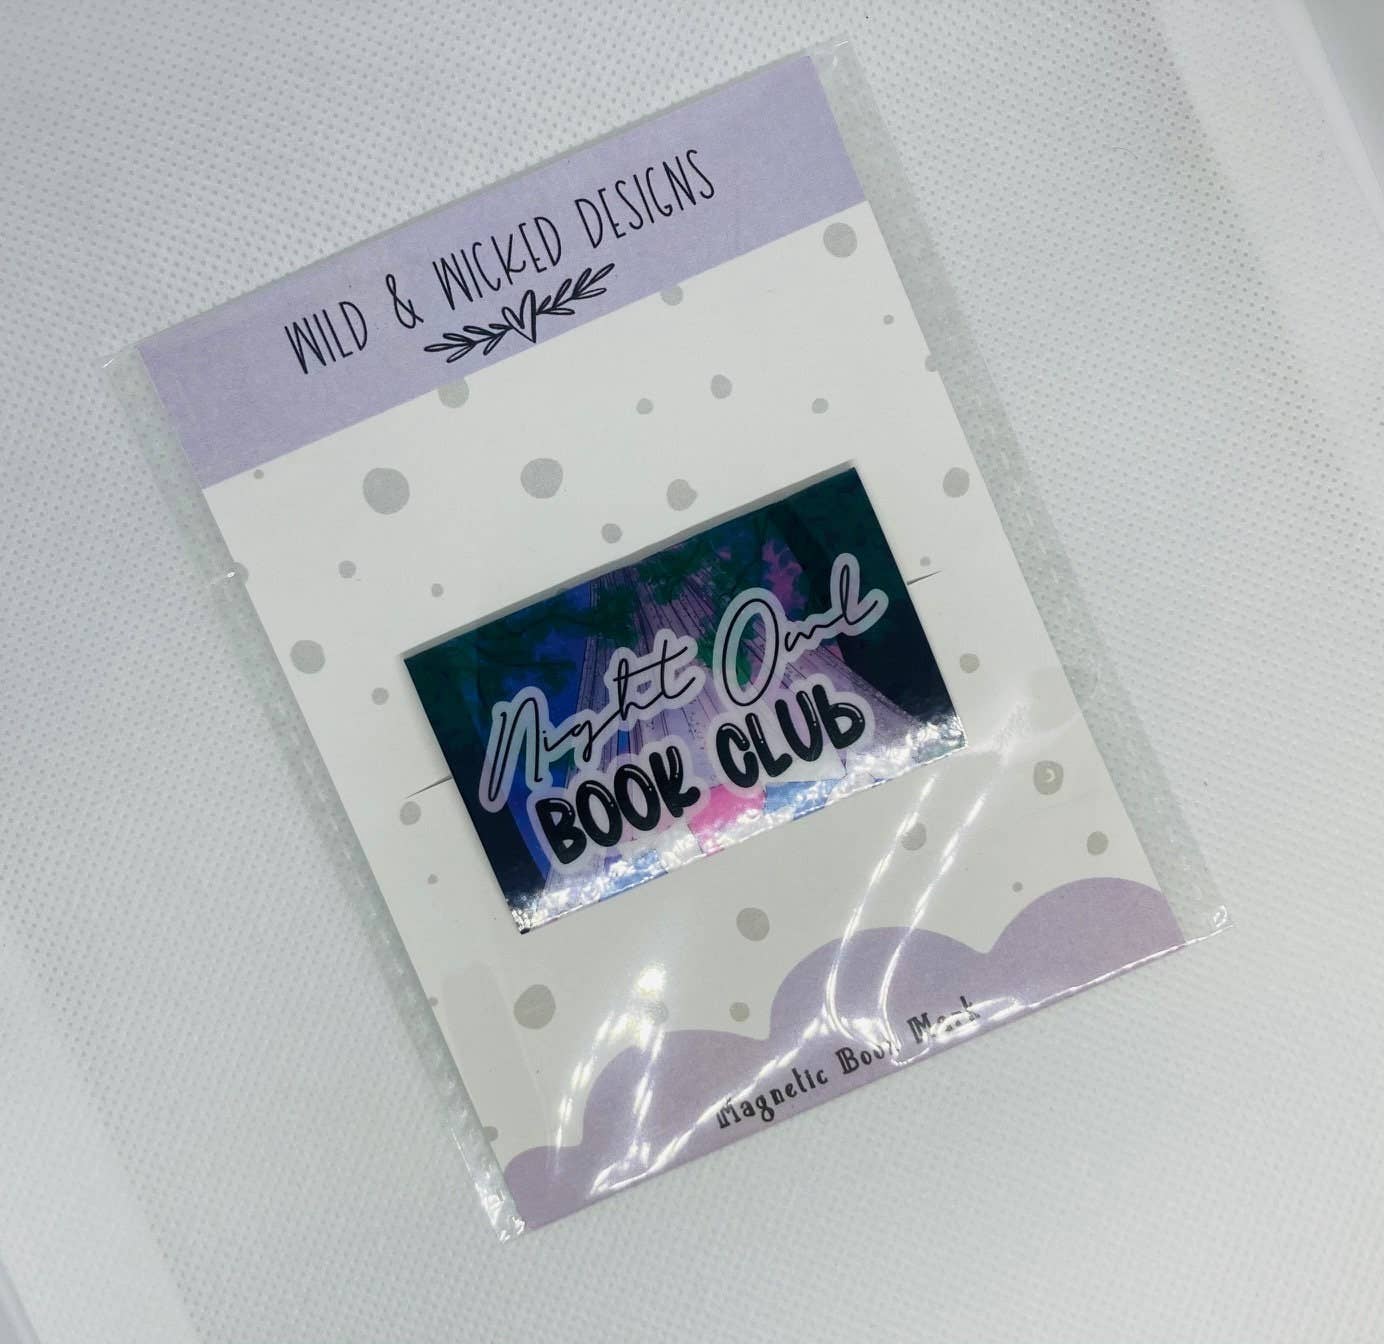 WILD & WICKED DESIGNS
Night Owl
BOOK CLUB
Magnetic Book Mark